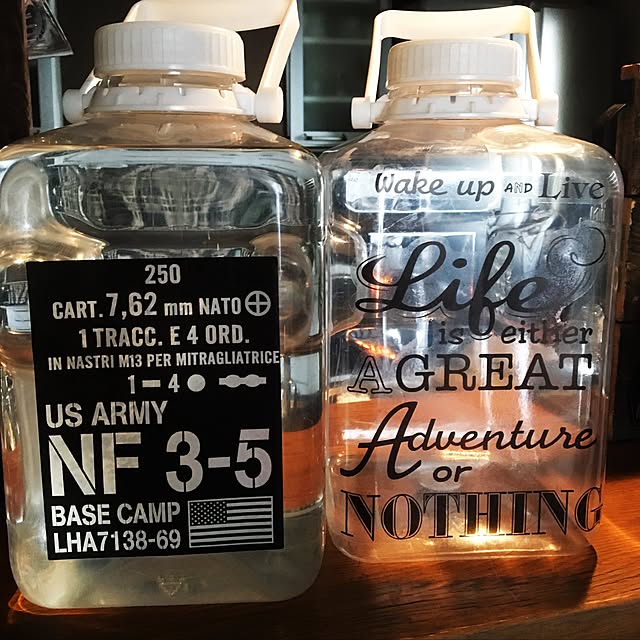 250
CART. 7,62 mm NATO
1 TRACC. E 4 ORD.
IN NASTRI M13 PER MITRAGLIATRICE
1 - 4
US ARMY
NF 3-5
BASE CAMP
LHA7138-69
Wake up AND Live
Life
is either
A GREAT
Adventure
or
NOTHING